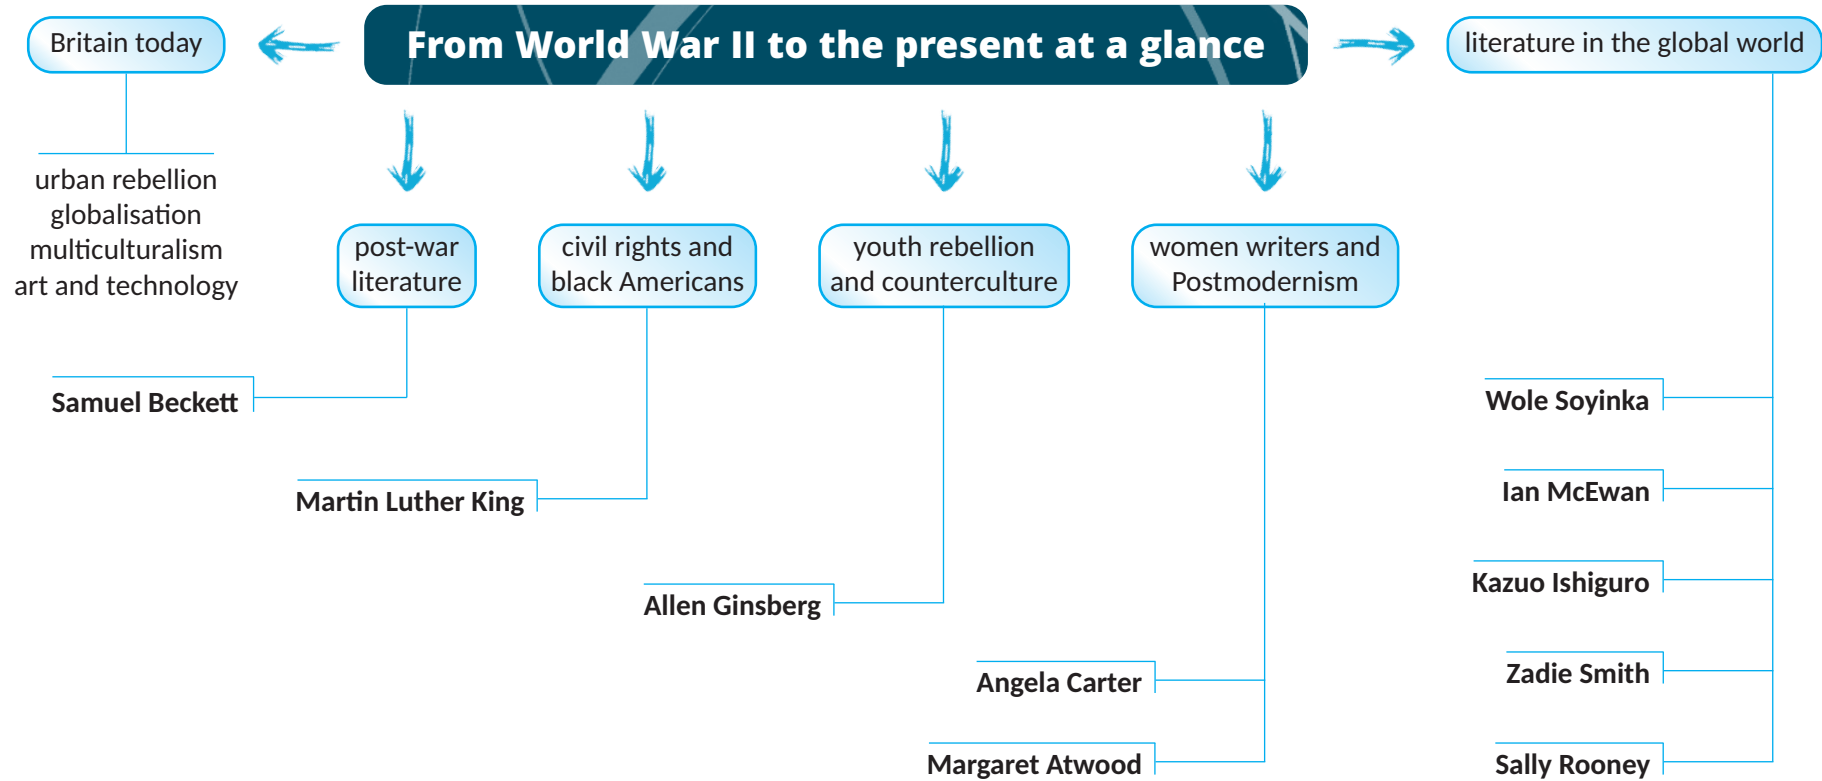 From World War II to the present at a glance
Britain today
urban rebellion
globalisation
multiculturalism
art and technology
post-war
literature
Samuel Beckett
civil rights and
black Americans
Martin Luther King
youth rebellion
and counterculture
Allen Ginsberg
women writers and
Postmodernism
Angela Carter
Margaret Atwood
literature in the global world
Wole Soyinka
Ian McEwan
Kazuo Ishiguro
Zadie Smith
Sally Rooney